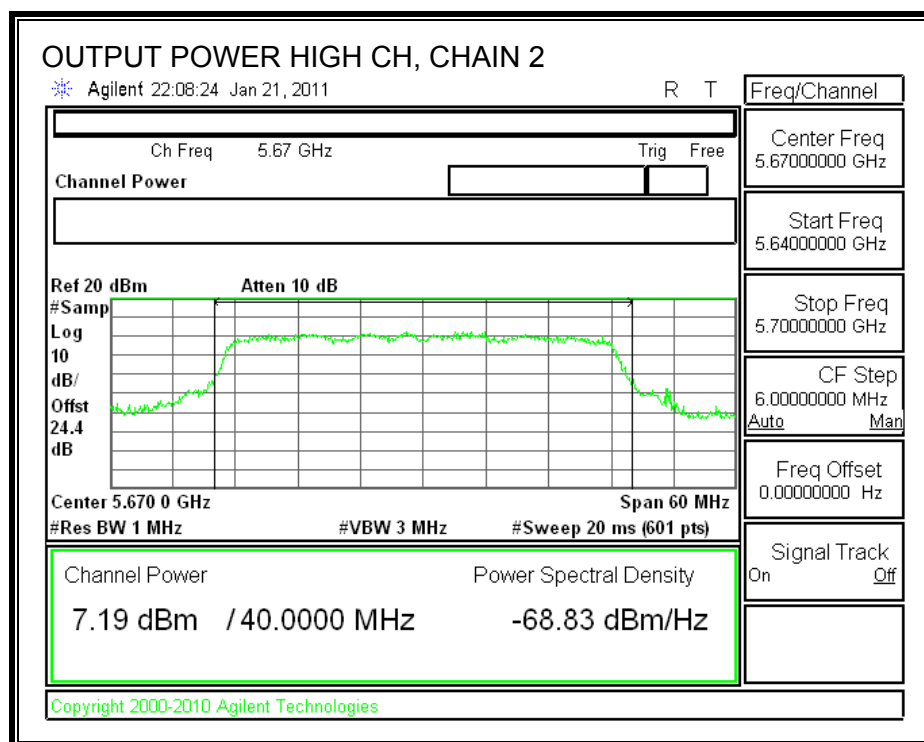 OUTPUT POWER HIGH CH, CHAIN 2
Agilent 22:08:24 Jan 21, 2011 R T
Freq/Channel
Ch Freq 5.67 GHz Trig Free
Channel Power
Center Freq
5.67000000 GHz
Start Freq
5.64000000 GHz
Stop Freq
5.70000000 GHz
CF Step
6.00000000 MHz
Auto Man
Freq Offset
0.00000000 Hz
Signal Track
On Off
Ref 20 dBm Atten 10 dB
#Samp
Log
10
dB/
Offst
24.4
dB
Center 5.670 0 GHz Span 60 MHz
#Res BW 1 MHz #VBW 3 MHz #Sweep 20 ms (601 pts)
Channel Power Power Spectral Density
7.19 dBm / 40.0000 MHz -68.83 dBm/Hz
Copyright 2000-2010 Agilent Technologies